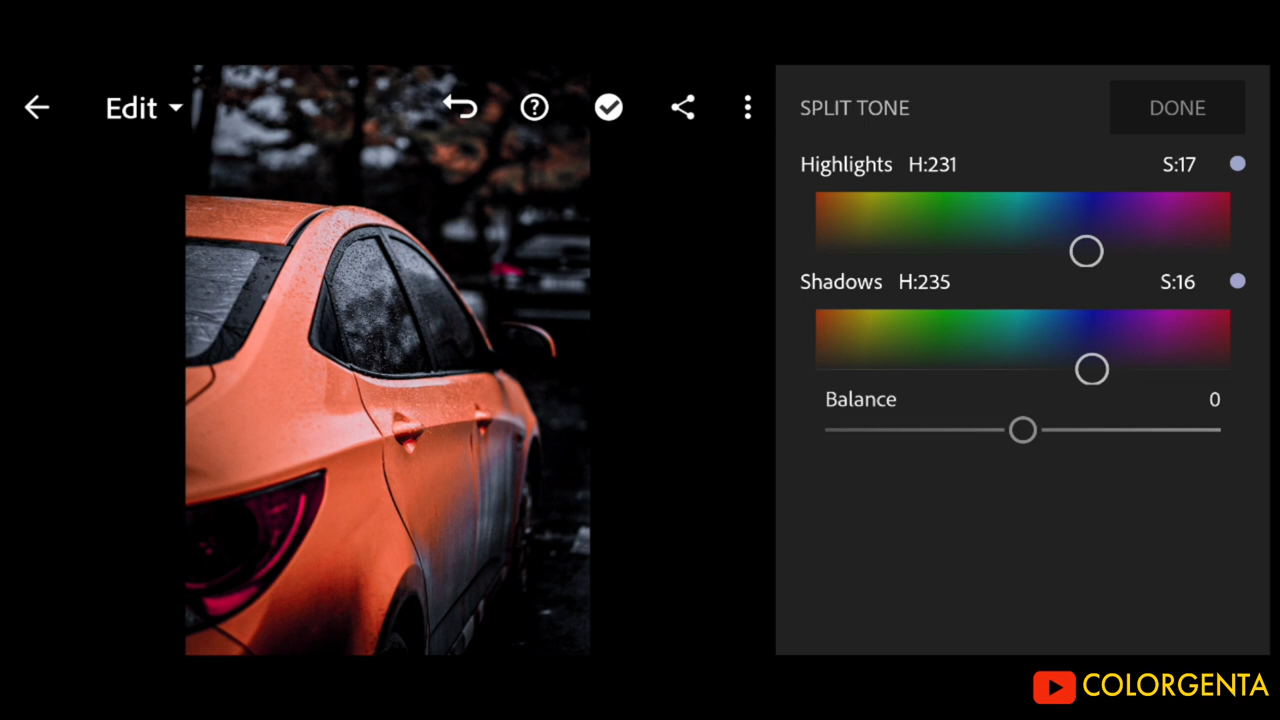 Edit
SPLIT TONE
DONE
Highlights H:231 S:17
Shadows H:235 S:16
Balance 0
COLORGENTA